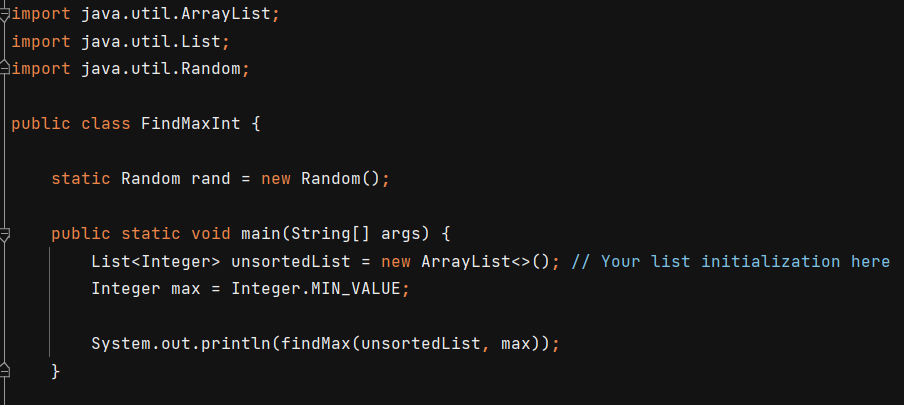 import java.util.ArrayList;
import java.util.List;
import java.util.Random;
public class FindMaxInt {
static Random rand = new Random();
public static void main(String[] args) {
List<Integer> unsortedList = new ArrayList<>(); // Your list initialization here
Integer max = Integer.MIN_VALUE;
System.out.println(findMax(unsortedList, max));
}